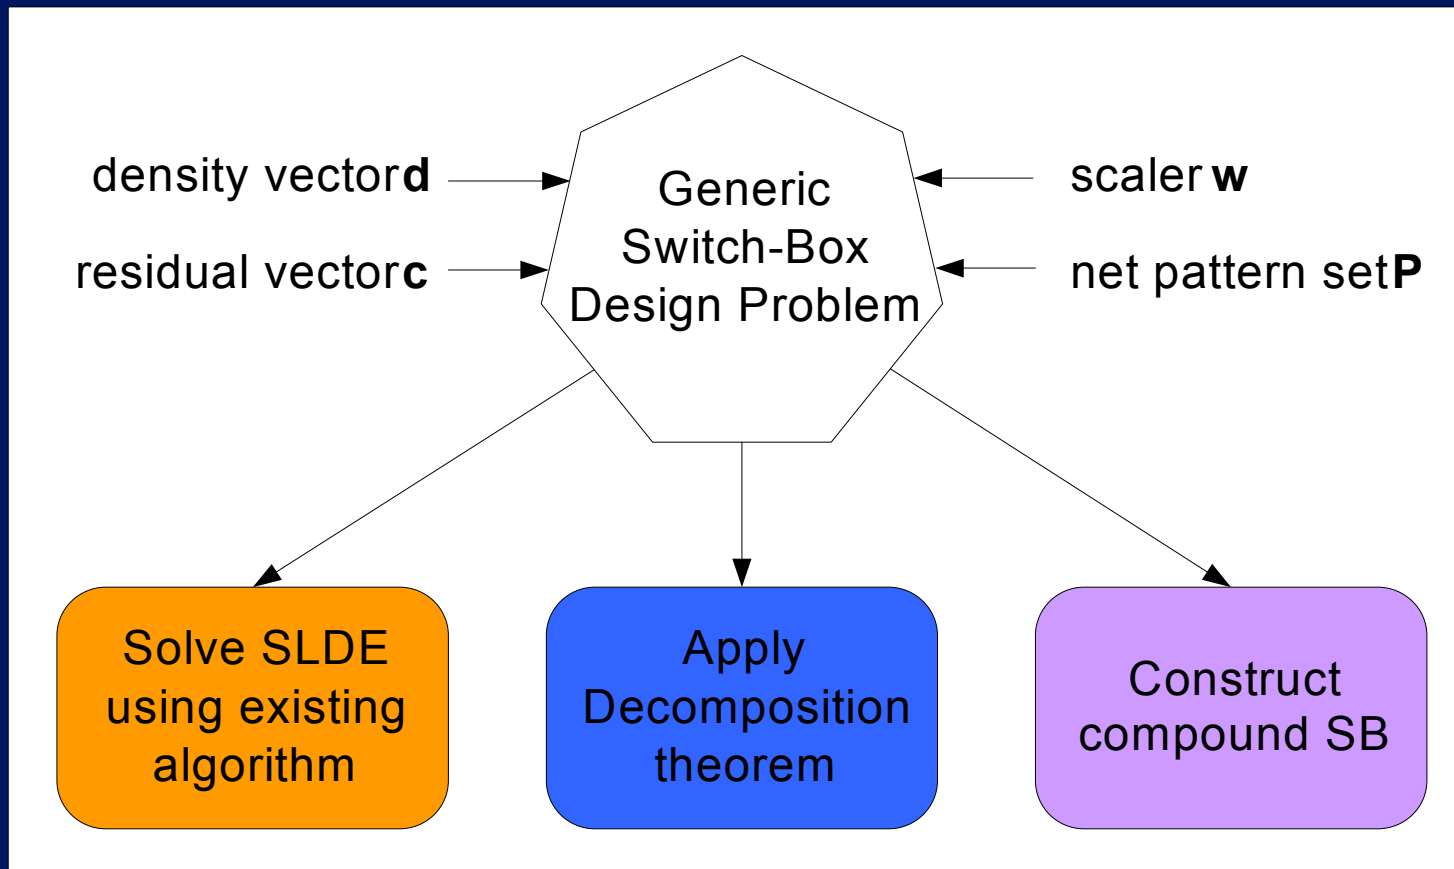 density vector d
residual vector c
Generic
Switch-Box
Design Problem
scaler w
net pattern set P
Solve SLDE
using existing
algorithm
Apply
Decomposition
theorem
Construct
compound SB